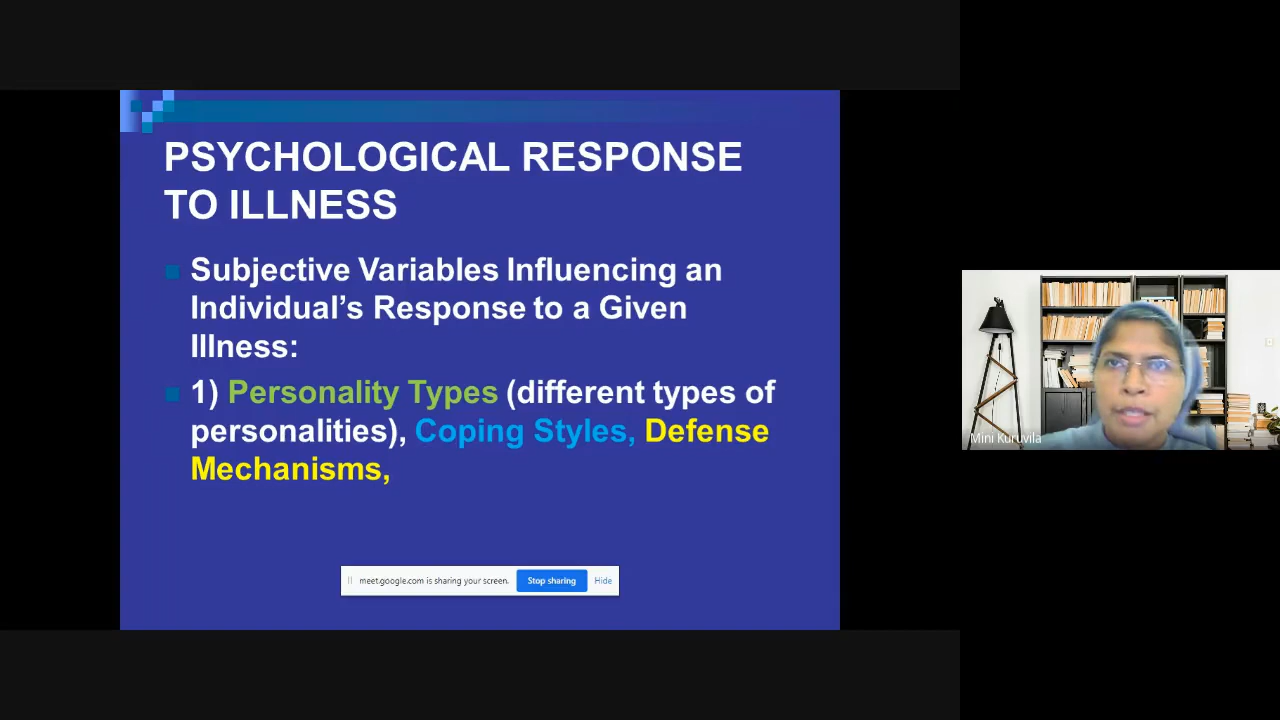 PSYCHOLOGICAL RESPONSE
TO ILLNESS
Subjective Variables Influencing an
Individual’s Response to a Given
Illness:
1) Personality Types (different types of
personalities), Coping Styles, Defense
Mechanisms,
meet.google.com is sharing your screen.
Stop sharing
Hide
Mini Kuruvila